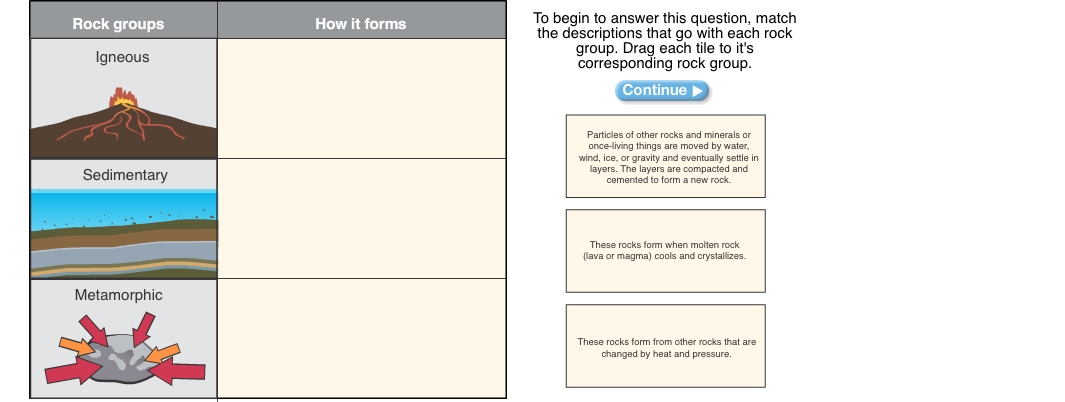 Rock groups
How it forms
Igneous
Sedimentary
Metamorphic
To begin to answer this question, match
the descriptions that go with each rock
group. Drag each tile to it's
corresponding rock group.
Continue
Particles of other rocks and minerals or
once-living things are moved by water,
wind, ice, or gravity and eventually settle in
layers. The layers are compacted and
cemented to form a new rock.
These rocks form when molten rock
(lava or magma) cools and crystallizes.
These rocks form from other rocks that are
changed by heat and pressure.